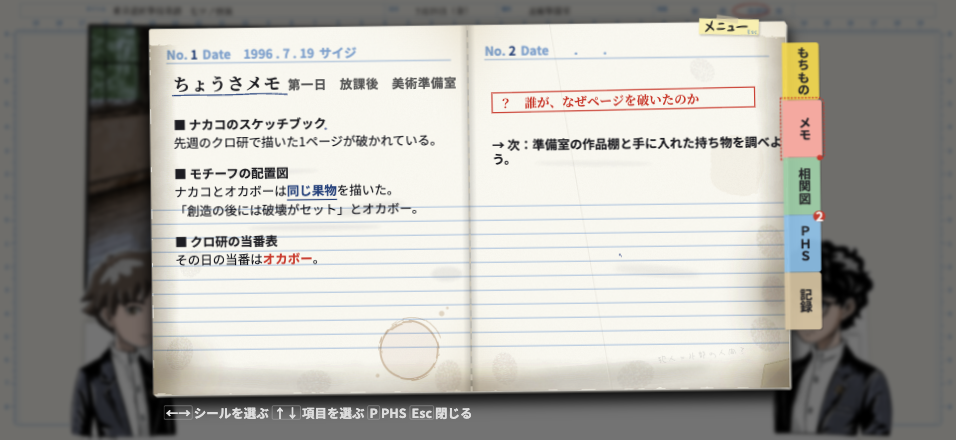 メニュー Esc
No. 1 Date 1996 . 7 . 19 サイジ
ちょうさメモ 第一日 放課後 美術準備室
■ ナカコのスケッチブック
先週のクロ研で描いた1ページが破かれている。
■ モチーフの配置図
ナカコとオカボーは同じ果物を描いた。
「創造の後には破壊がセット」とオカボー。
■ クロ研の当番表
その日の当番はオカボー。
No. 2 Date . .
? 誰が、なぜページを破いたのか
→ 次：準備室の作品棚と手に入れた持ち物を調べよ
う。
もちもの
メモ
相関図
2
PHS
記録
←→ シールを選ぶ ↑↓ 項目を選ぶ P PHS Esc 閉じる